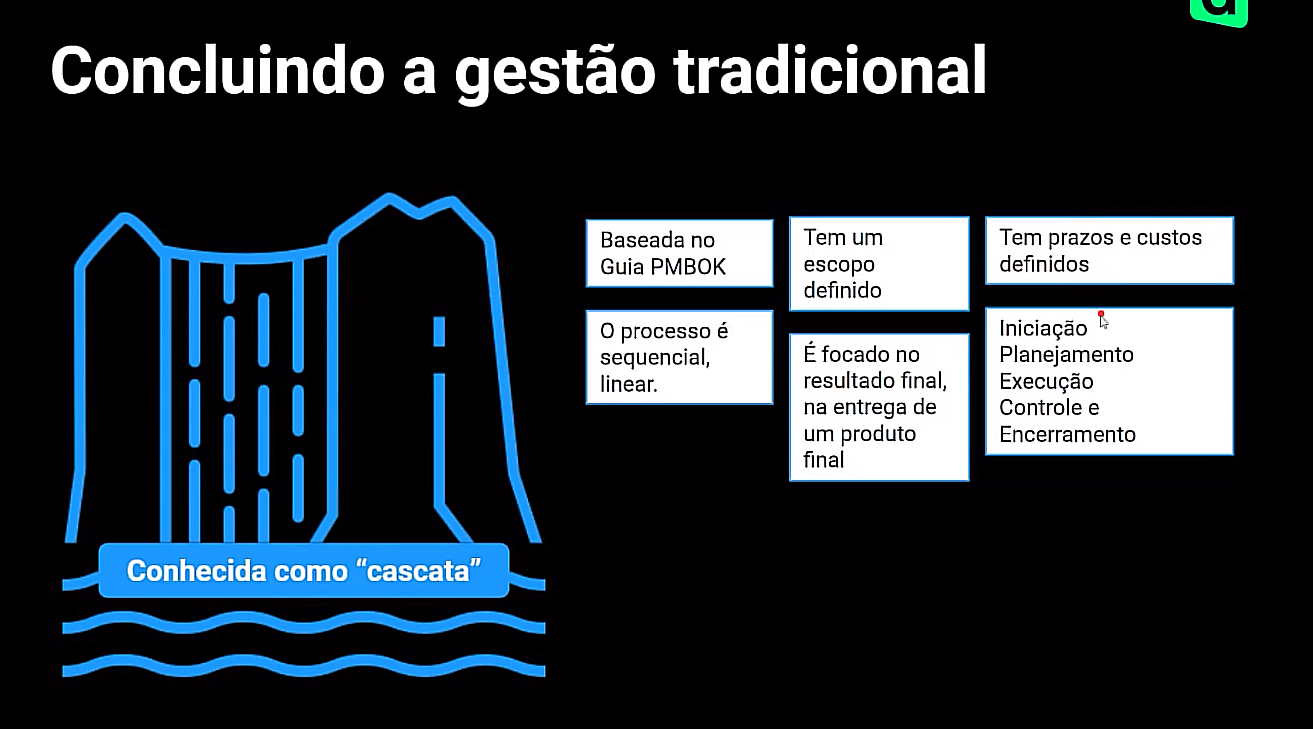 Concluindo a gestão tradicional
Baseada no
Guia PMBOK
Tem um
escopo
definido
Tem prazos e custos
definidos
O processo é
sequencial,
linear.
É focado no
resultado final,
na entrega de
um produto
final
Iniciação
Planejamento
Execução
Controle e
Encerramento
Conhecida como “cascata”